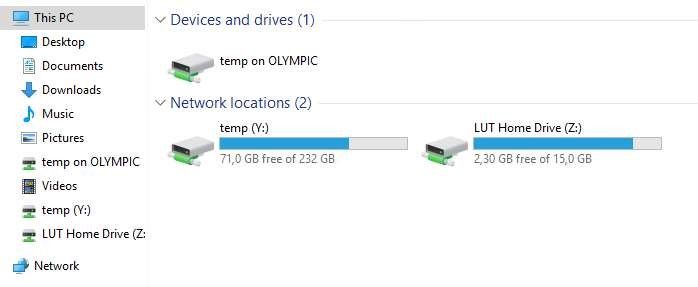 This PC
Desktop
Documents
Downloads
Music
Pictures
temp on OLYMPIC
Videos
temp (Y:)
LUT Home Drive (Z:
Network
Devices and drives (1)
temp on OLYMPIC
Network locations (2)
temp (Y:)
71,0 GB free of 232 GB
LUT Home Drive (Z:)
2,30 GB free of 15,0 GB